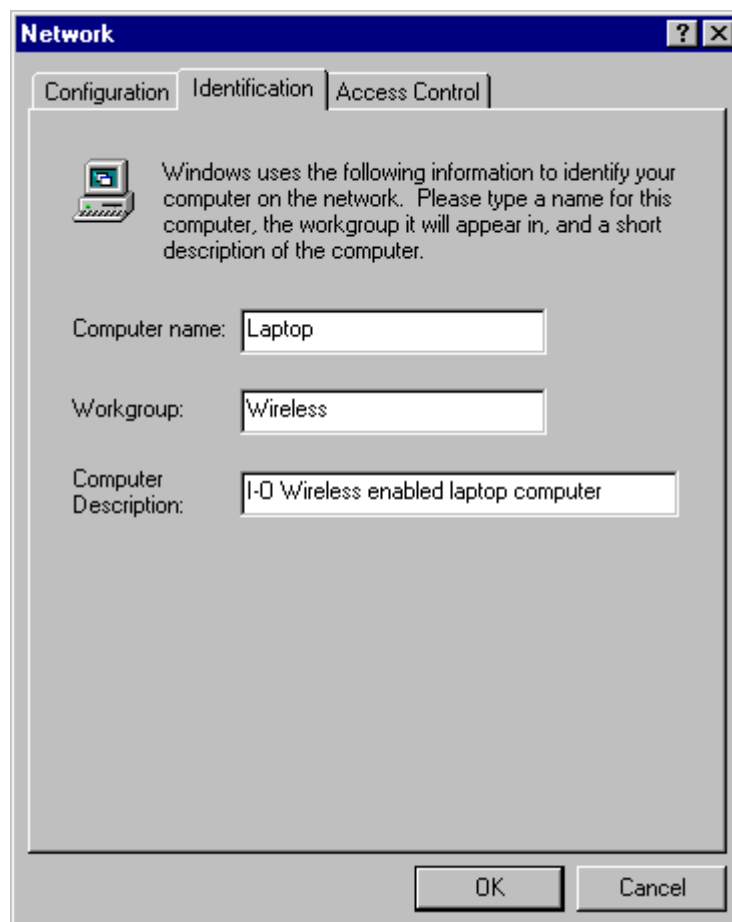 Network
Configuration Identification Access Control
Windows uses the following information to identify your
computer on the network. Please type a name for this
computer, the workgroup it will appear in, and a short
description of the computer.
Computer name: Laptop
Workgroup: Wireless
Computer
Description: I-O Wireless enabled laptop computer
OK Cancel